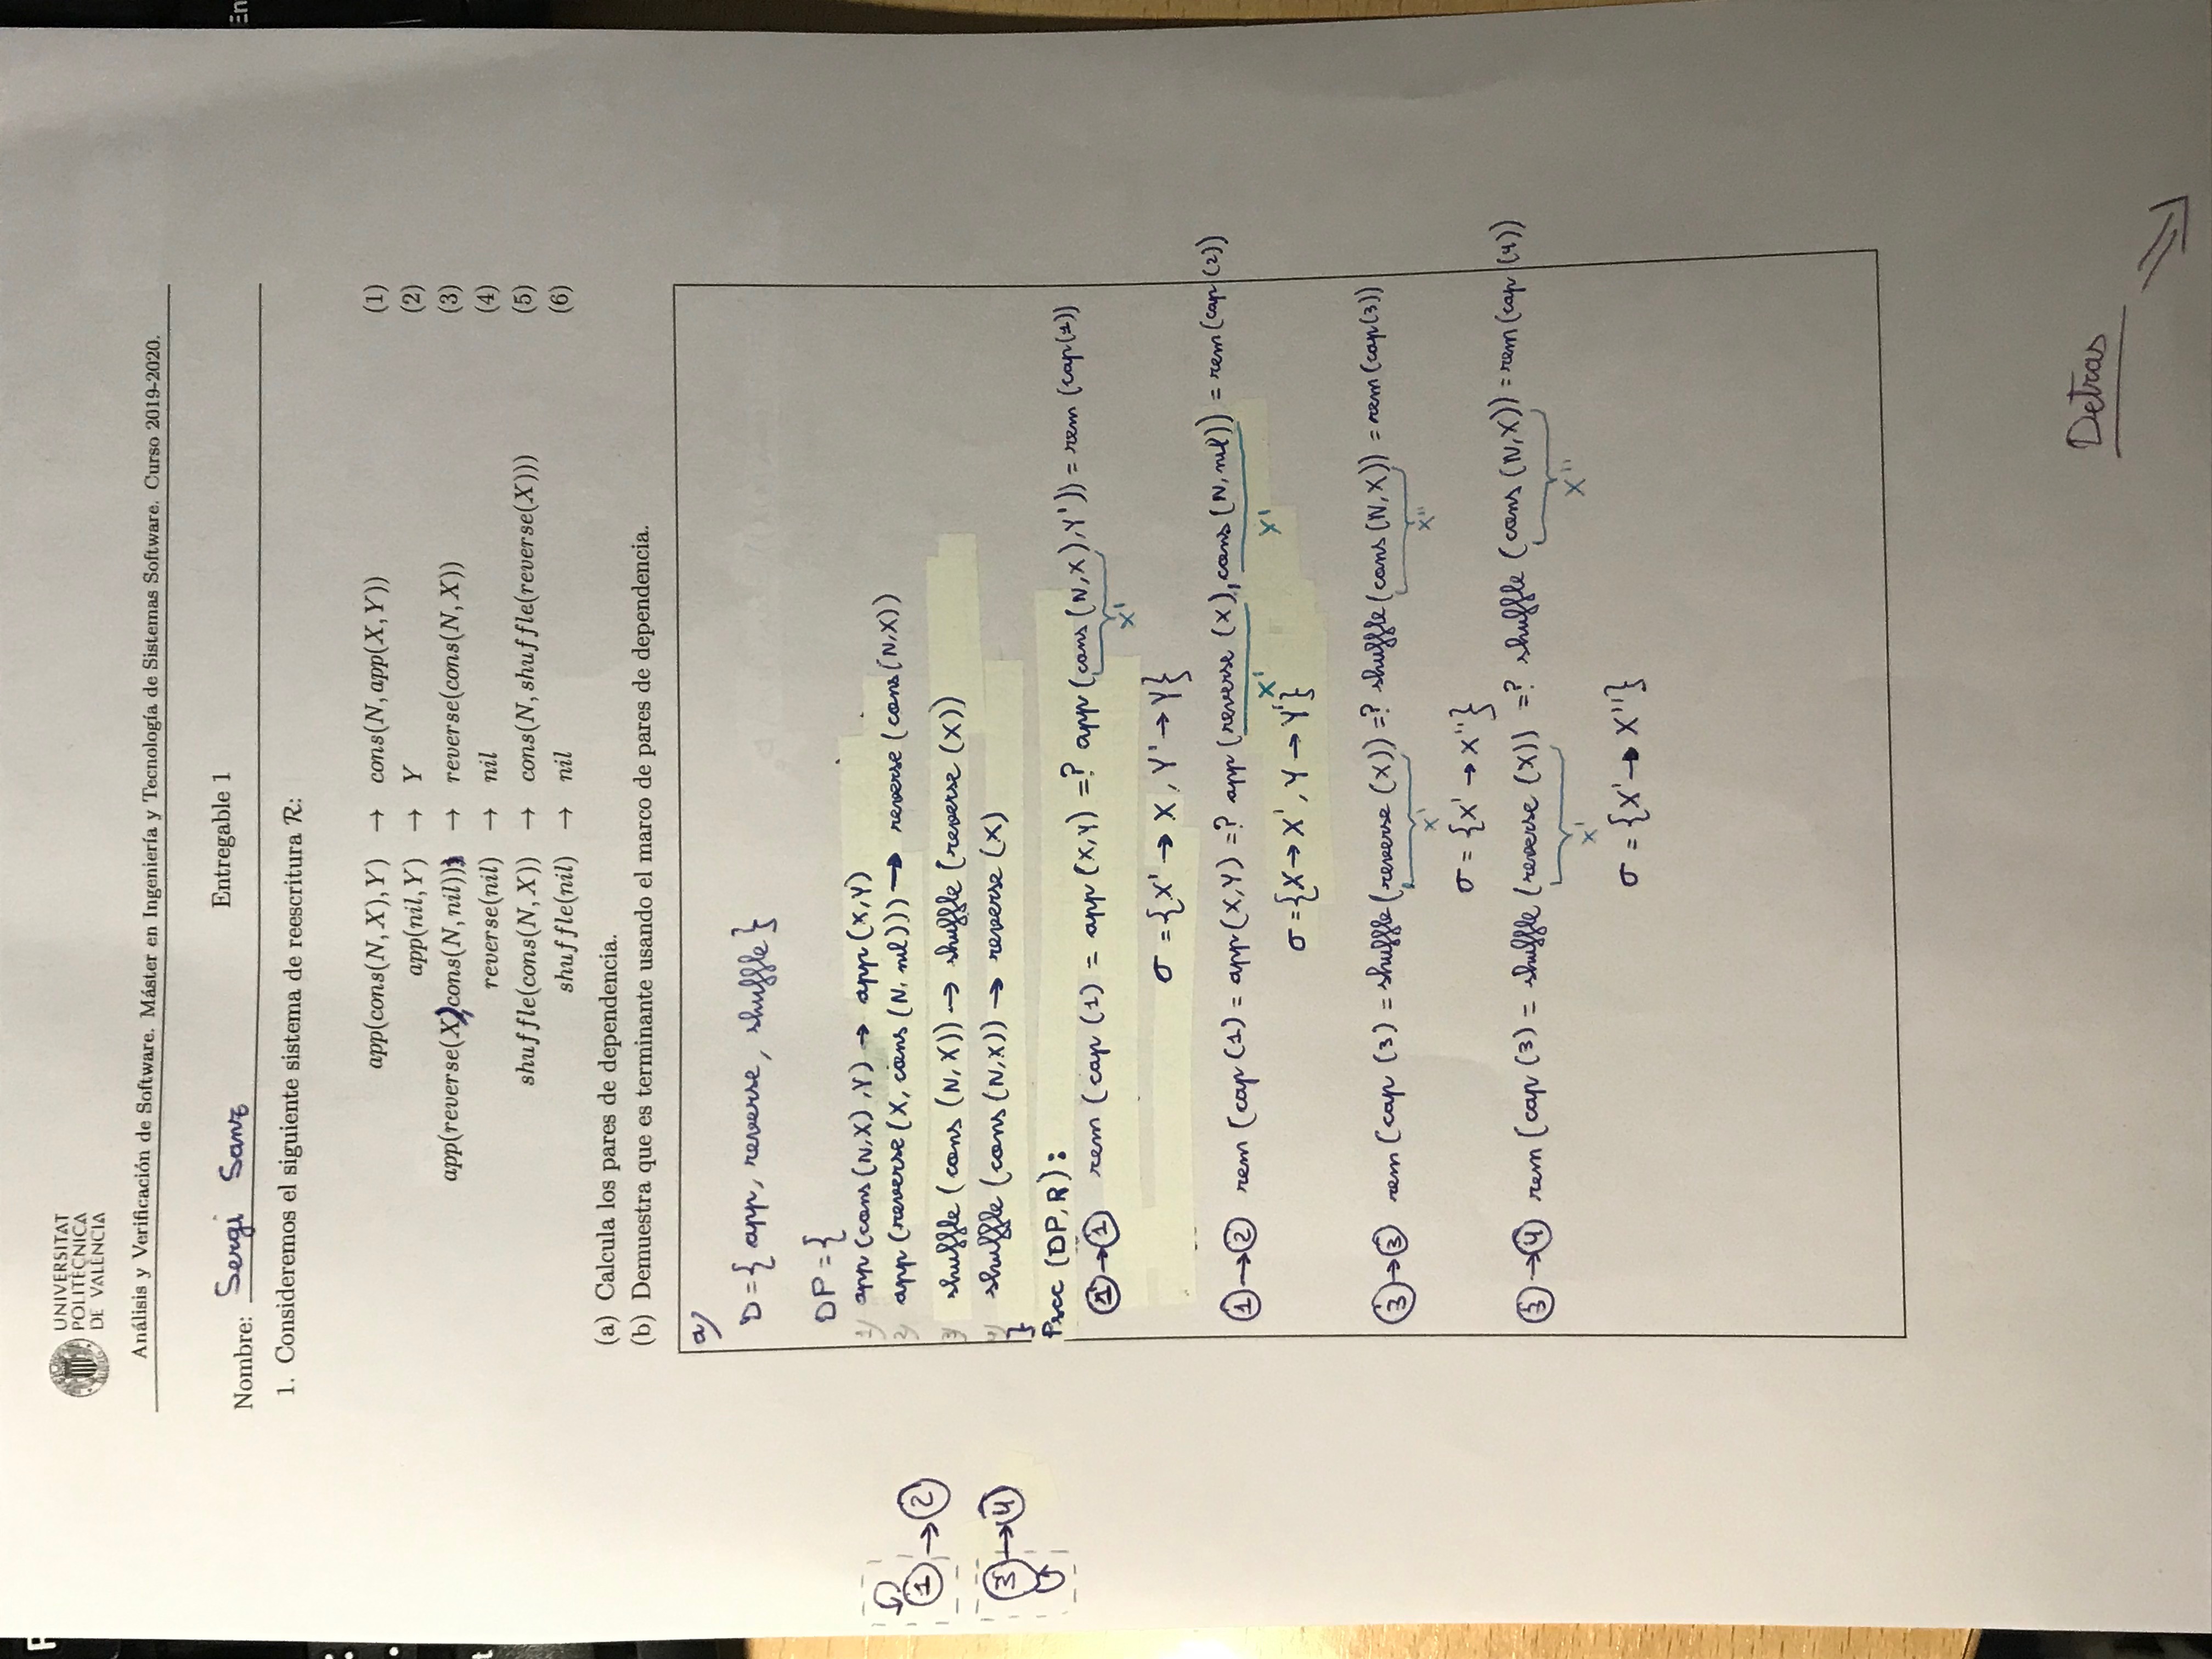 UNIVERSITAT
POLITÈCNICA
DE VALÈNCIA
Análisis y Verificación de Software. Máster en Ingeniería y Tecnología de Sistemas Software. Curso 2019-2020.
Entregable 1
Nombre: Sergi Sanz
1. Consideremos el siguiente sistema de reescritura R:
app(cons(N, X), Y) → cons(N, app(X, Y)) (1)
app(nil, Y) → Y (2)
app(reverse(X),cons(N, nil)) → reverse(cons(N, X)) (3)
reverse(nil) → nil (4)
shuffle(cons(N, X)) → cons(N, shuffle(reverse(X))) (5)
shuffle(nil) → nil (6)
(a) Calcula los pares de dependencia.
(b) Demuestra que es terminante usando el marco de pares de dependencia.
a)
D = { app, reverse, shuffle }
DP = {
1) app (cons (N,X) ,Y) → app (X,Y)
2) app (reverse (X, cons (N, nil))) → reverse (cons (N,X))
3) shuffle (cons (N,X)) → shuffle (reverse (X))
4) shuffle (cons (N,X)) → reverse (X)
}
1 → 2
3 → 4
Pscc (DP, R) :
1 → 1 rem (cap (1) = app (X,Y) =? app (cons (N,X) ,Y')) = rem (cap(1))
X'
σ = {X' → X , Y' → Y}
1 → 2 rem (cap (1) = app (X,Y) =? app (reverse (X), cons (N, nil)) = rem (cap (2))
X' Y'
σ = {X → X' , Y → Y'}
3 → 3 rem (cap (3) = shuffle (reverse (X)) =? shuffle (cons (N,X)) = rem (cap(3))
X' X''
σ = {X' → X''}
3 → 4 rem (cap (3) = shuffle (reverse (X)) =? shuffle (cons (N,X)) = rem (cap (4))
X' X''
σ = {X' → X''}
Detras